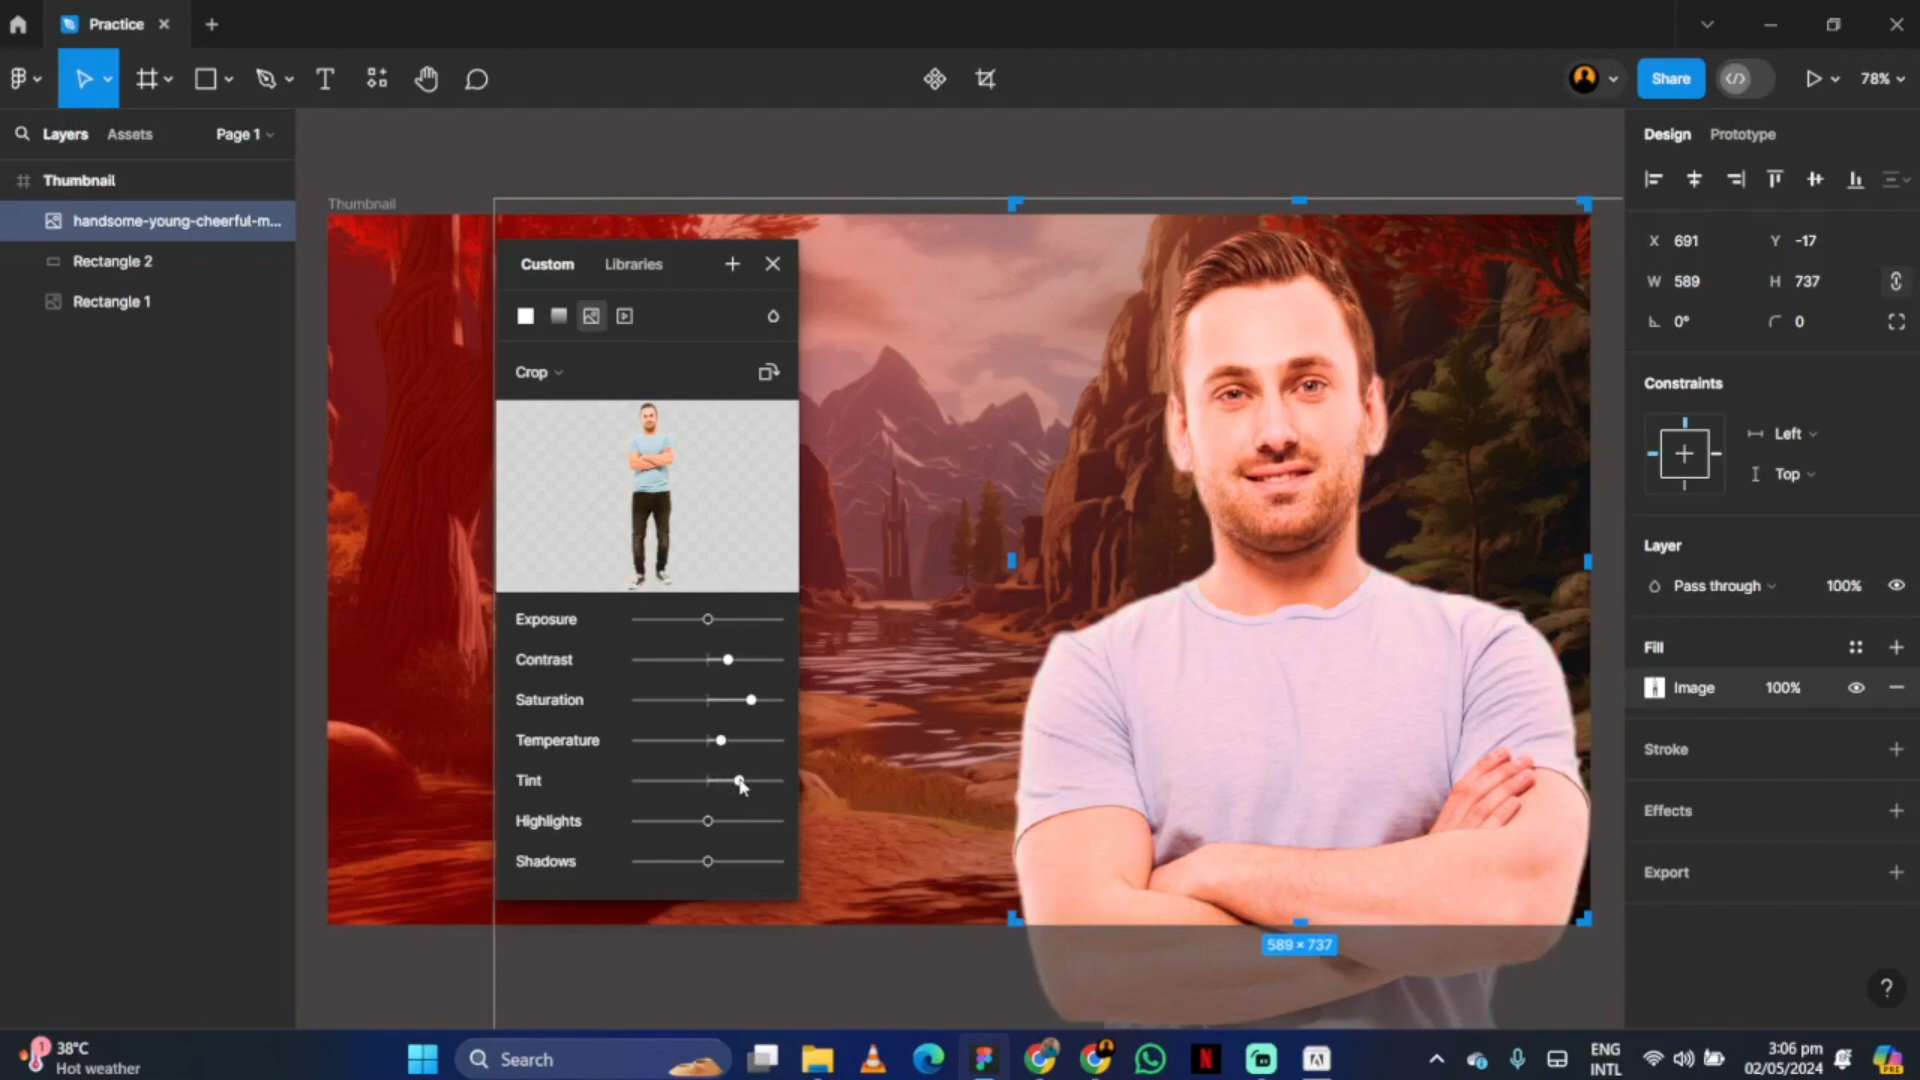 Practice
Share
78%
Layers
Assets
Page 1
Thumbnail
handsome-young-cheerful-m...
Rectangle 2
Rectangle 1
Thumbnail
Custom
Libraries
Crop
Exposure
Contrast
Saturation
Temperature
Tint
Highlights
Shadows
589 × 737
Design
Prototype
X 691
Y -17
W 589
H 737
0°
0
Constraints
Left
Top
Layer
Pass through
100%
Fill
Image
100%
Stroke
Effects
Export
?
1
38°C
Hot weather
Search
N
ENG
INTL
3:06 pm
02/05/2024
PRE